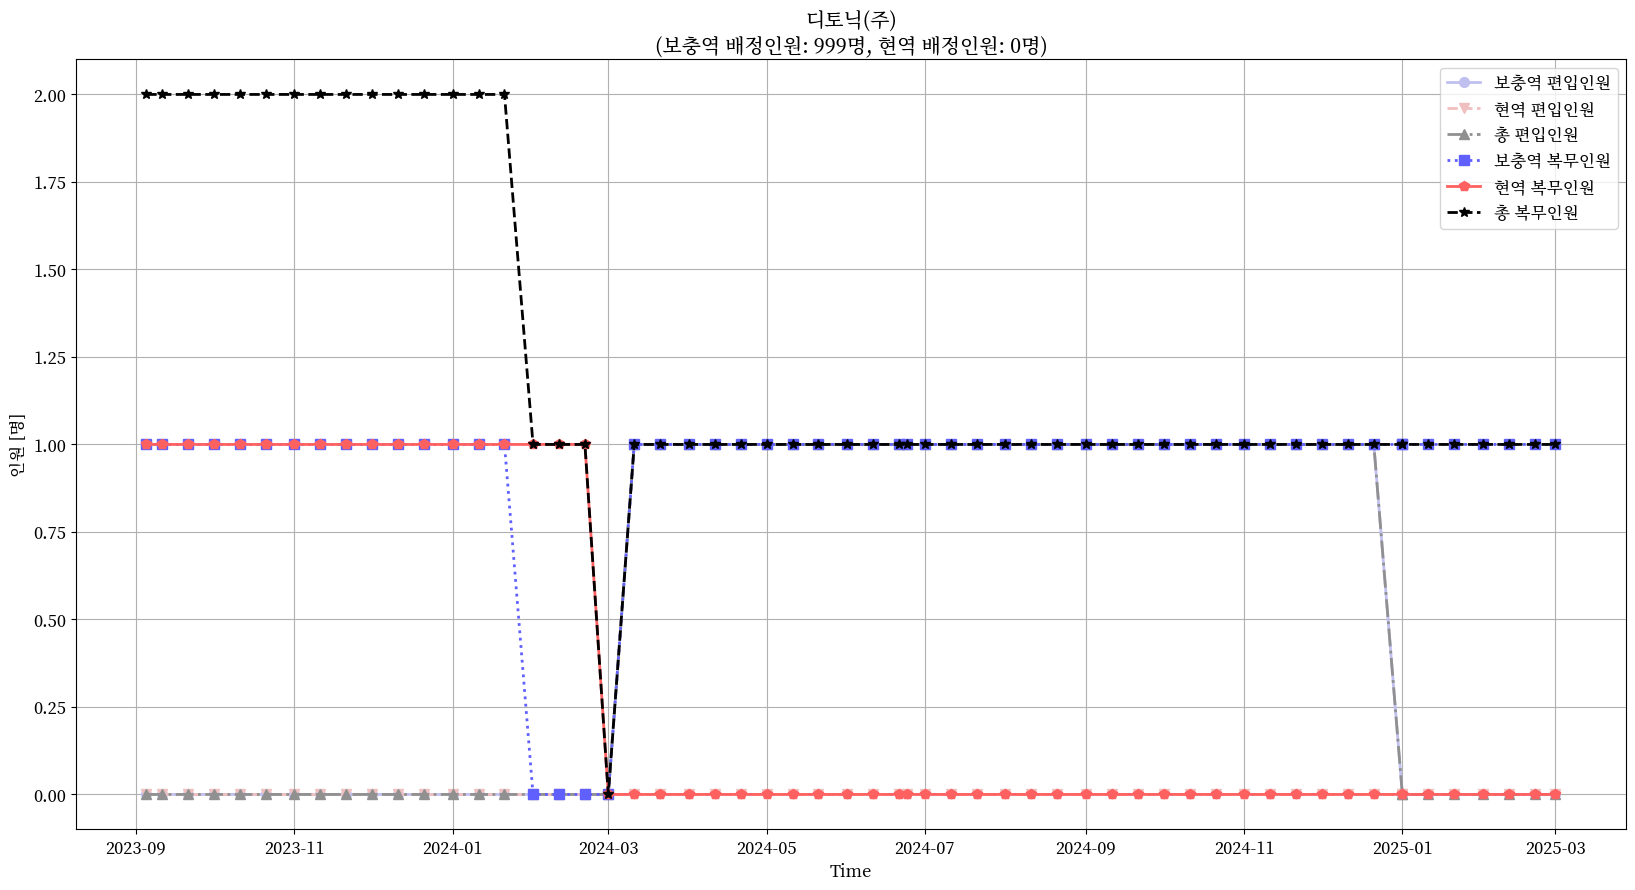 디토닉(주)
(보충역 배정인원: 999명, 현역 배정인원: 0명)
보충역 편입인원
현역 편입인원
총 편입인원
보충역 복무인원
현역 복무인원
총 복무인원
2.00
1.75
1.50
1.25
1.00
0.75
0.50
0.25
0.00
인원 [명]
2023-09
2023-11
2024-01
2024-03
2024-05
2024-07
2024-09
2024-11
2025-01
2025-03
Time